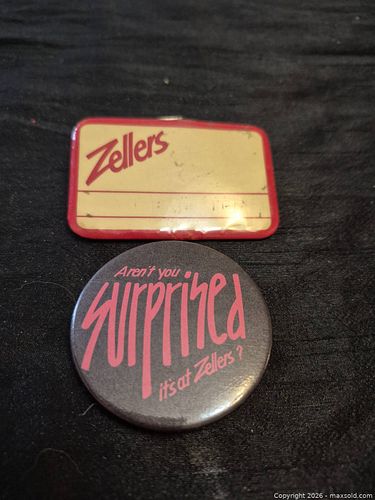 Zellers
Aren't you
surprised
it's at Zellers?
Copyright 2026 - maxsold.com